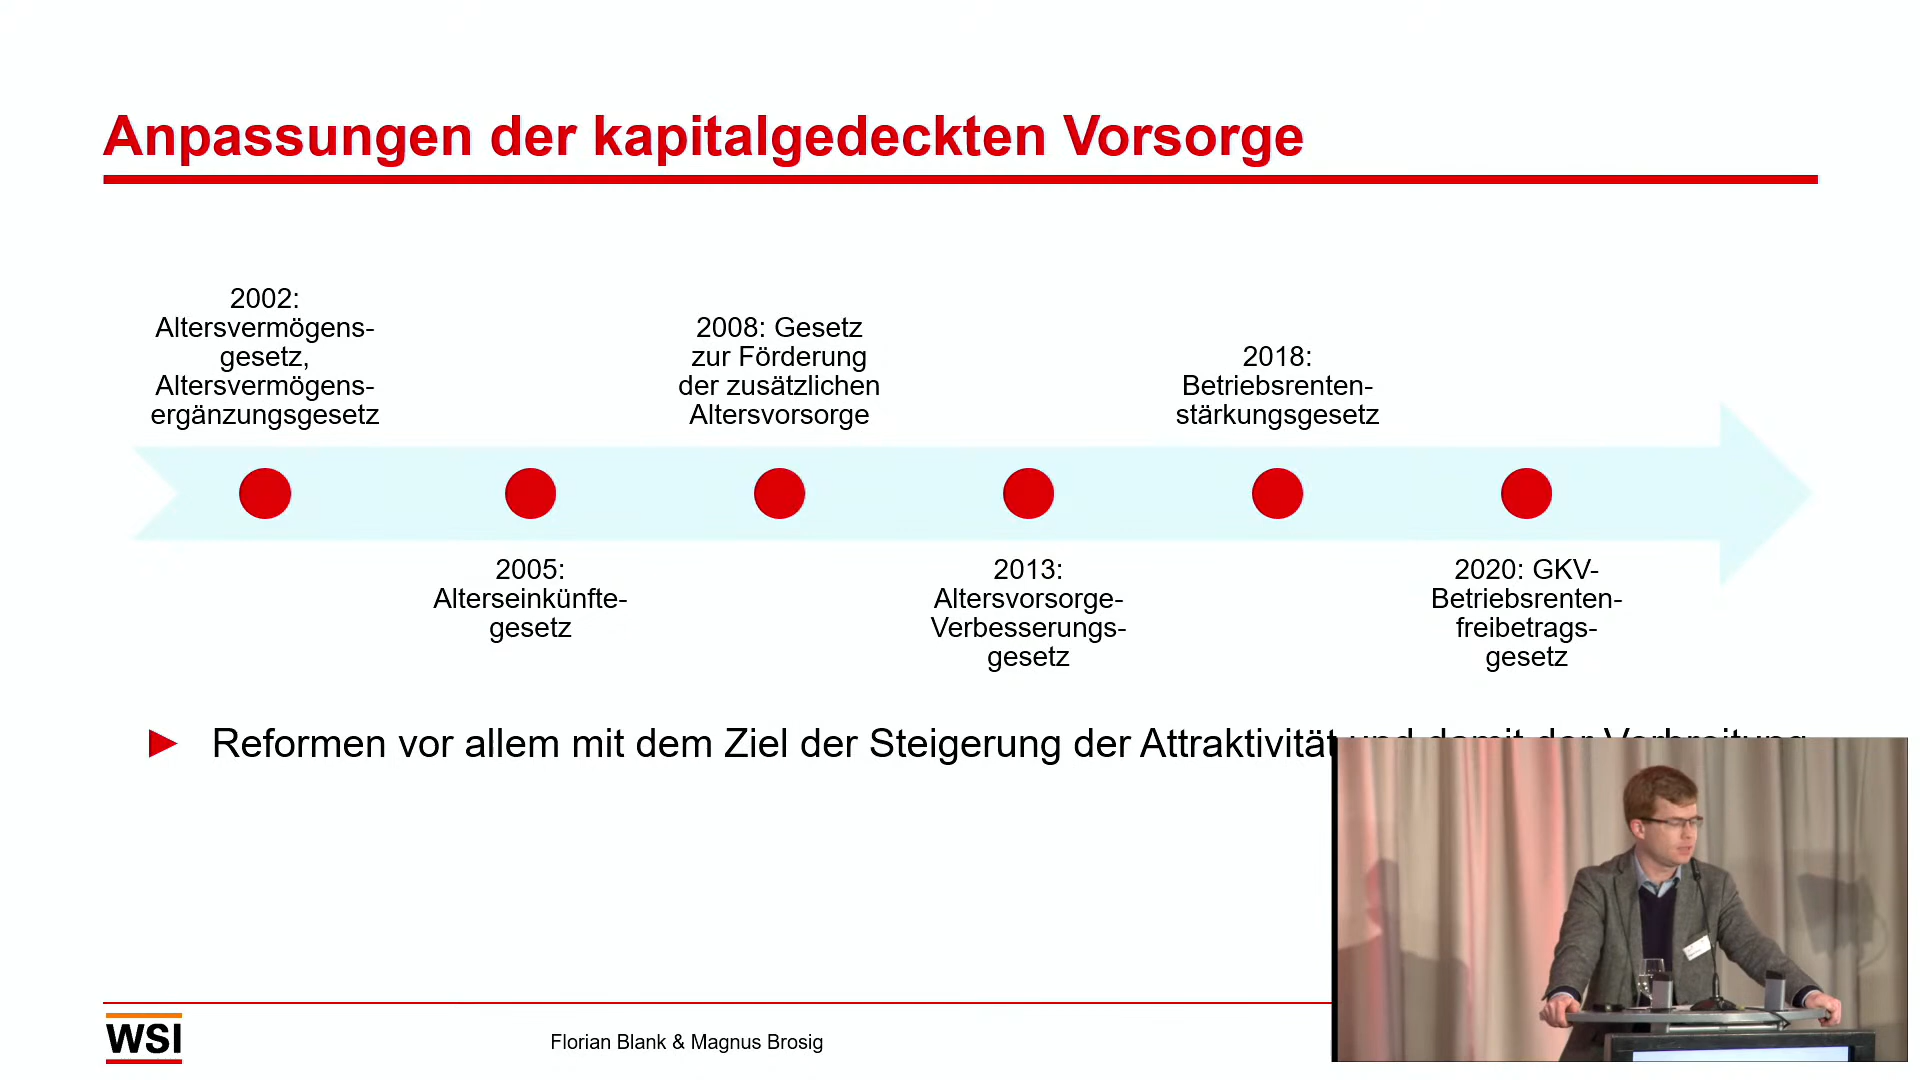 Anpassungen der kapitalgedeckten Vorsorge
2002:
Altersvermögens-
gesetz,
Altersvermögens-
ergänzungsgesetz
2008: Gesetz
zur Förderung
der zusätzlichen
Altersvorsorge
2018:
Betriebsrenten-
stärkungsgesetz
2005:
Alterseinkünfte-
gesetz
2013:
Altersvorsorge-
Verbesserungs-
gesetz
2020: GKV-
Betriebsrenten-
freibetrags-
gesetz
Reformen vor allem mit dem Ziel der Steigerung der Attraktivität und damit der Verbreitung
WSI
Florian Blank & Magnus Brosig